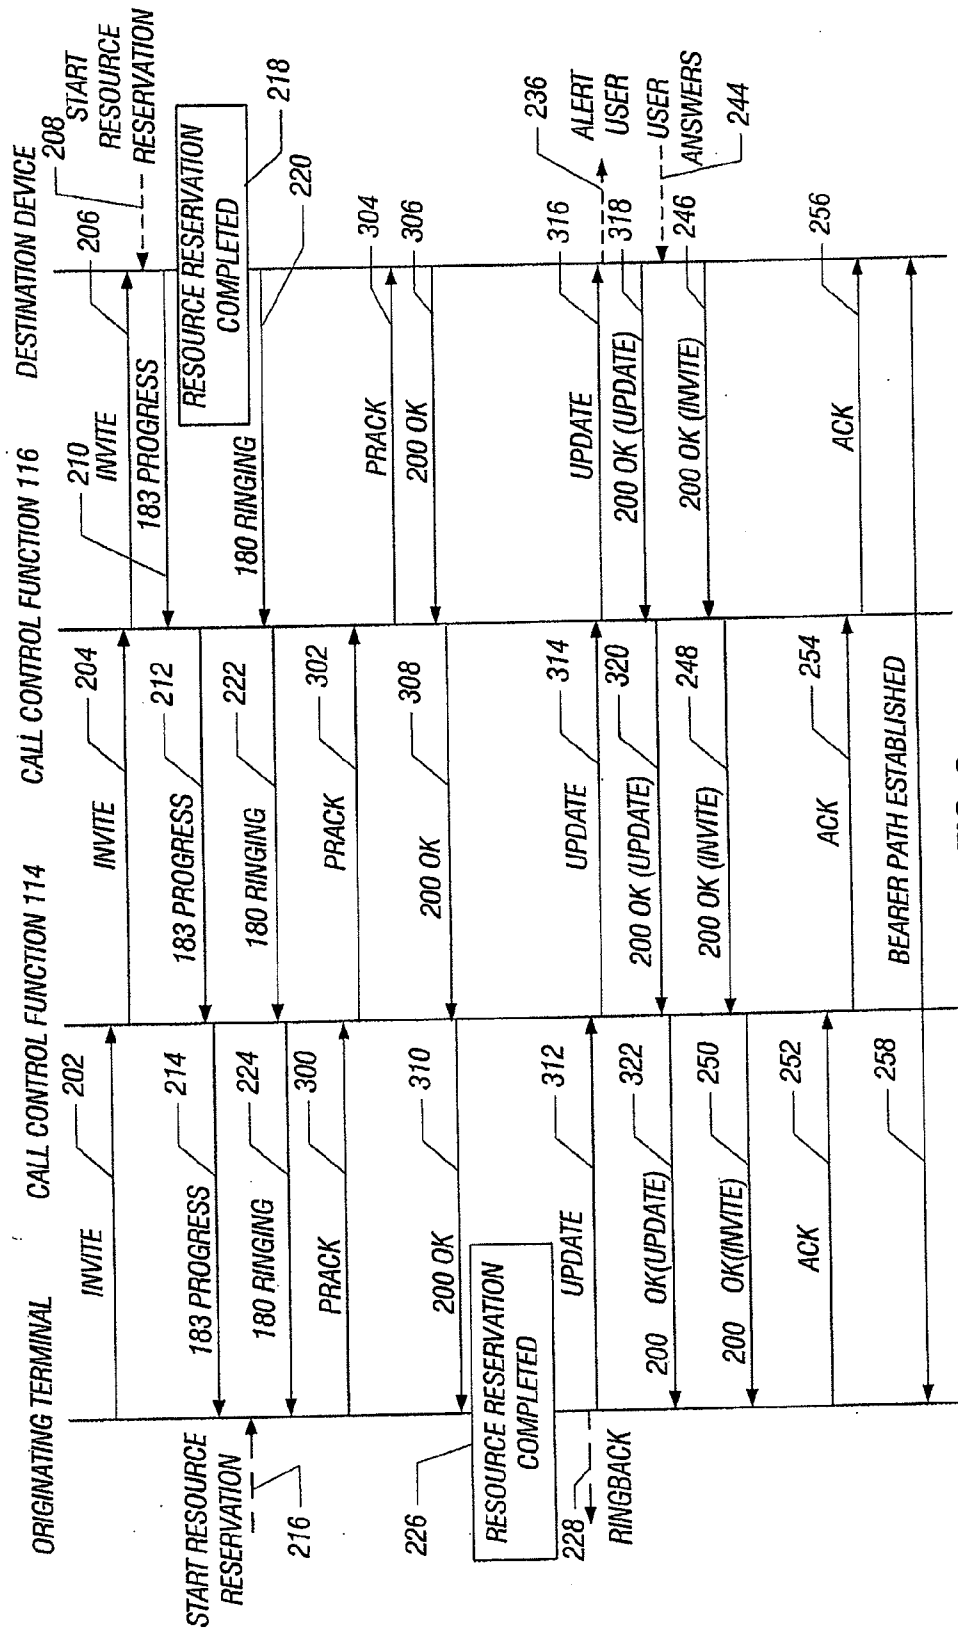 ORIGINATING TERMINAL
CALL CONTROL FUNCTION 114
CALL CONTROL FUNCTION 116
DESTINATION DEVICE
INVITE
202
INVITE
204
210
INVITE
206
208
START
RESOURCE
RESERVATION
183 PROGRESS
183 PROGRESS
212
183 PROGRESS
214
START RESOURCE
RESERVATION
216
RESOURCE RESERVATION
COMPLETED
218
180 RINGING
220
180 RINGING
222
180 RINGING
224
PRACK
300
PRACK
302
PRACK
304
200 OK
306
200 OK
308
200 OK
310
226
RESOURCE RESERVATION
COMPLETED
228
RINGBACK
UPDATE
312
UPDATE
314
UPDATE
316
236
ALERT
USER
200 OK (UPDATE)
318
200 OK (UPDATE)
320
200 OK(UPDATE)
322
USER
ANSWERS
244
200 OK (INVITE)
246
200 OK (INVITE)
248
200 OK(INVITE)
250
ACK
252
ACK
254
ACK
256
BEARER PATH ESTABLISHED
258